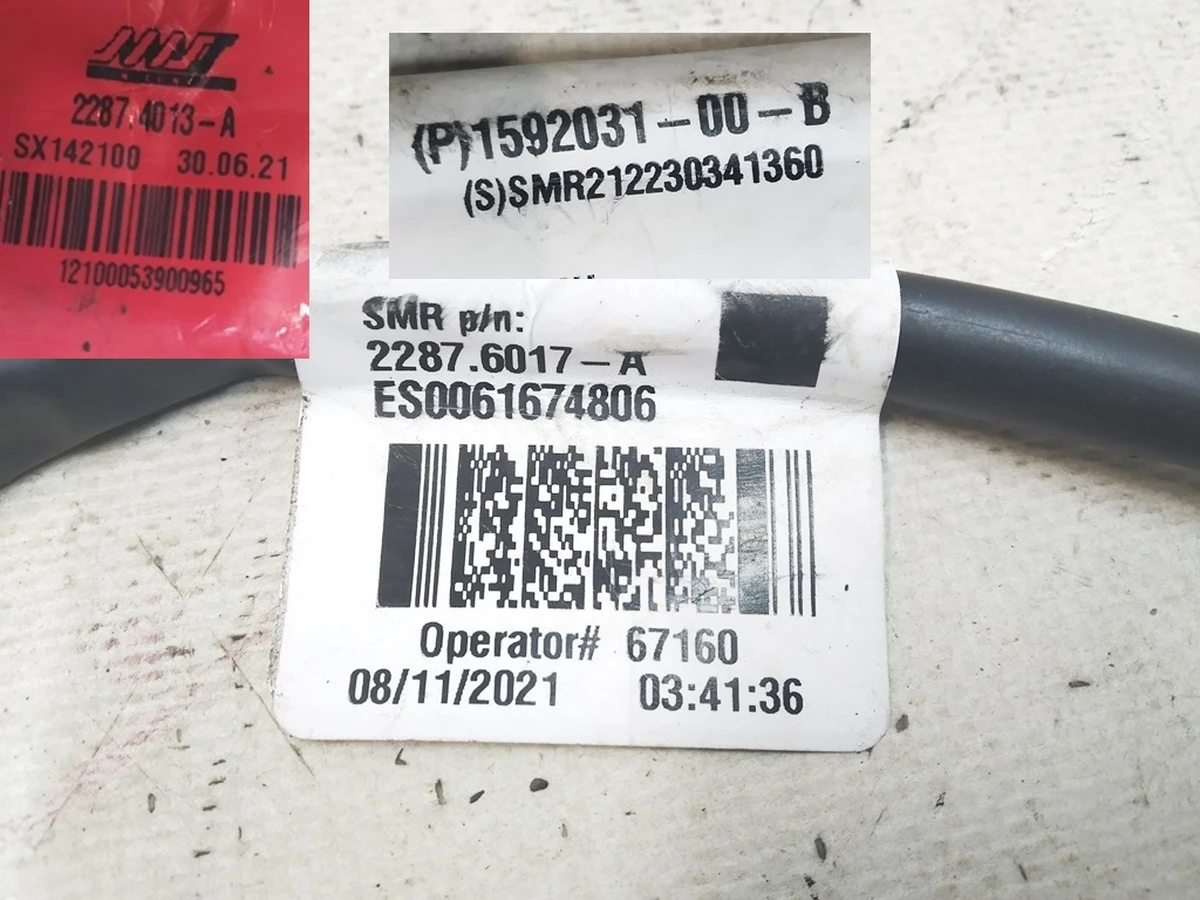 2287.4013-A
SX142100 30.06.21
12100053900965
(P)1592031-00-B
(S)SMR212230341360
SMR p/n:
2287.6017-A
ES0061674806
Operator# 67160
08/11/2021 03:41:36